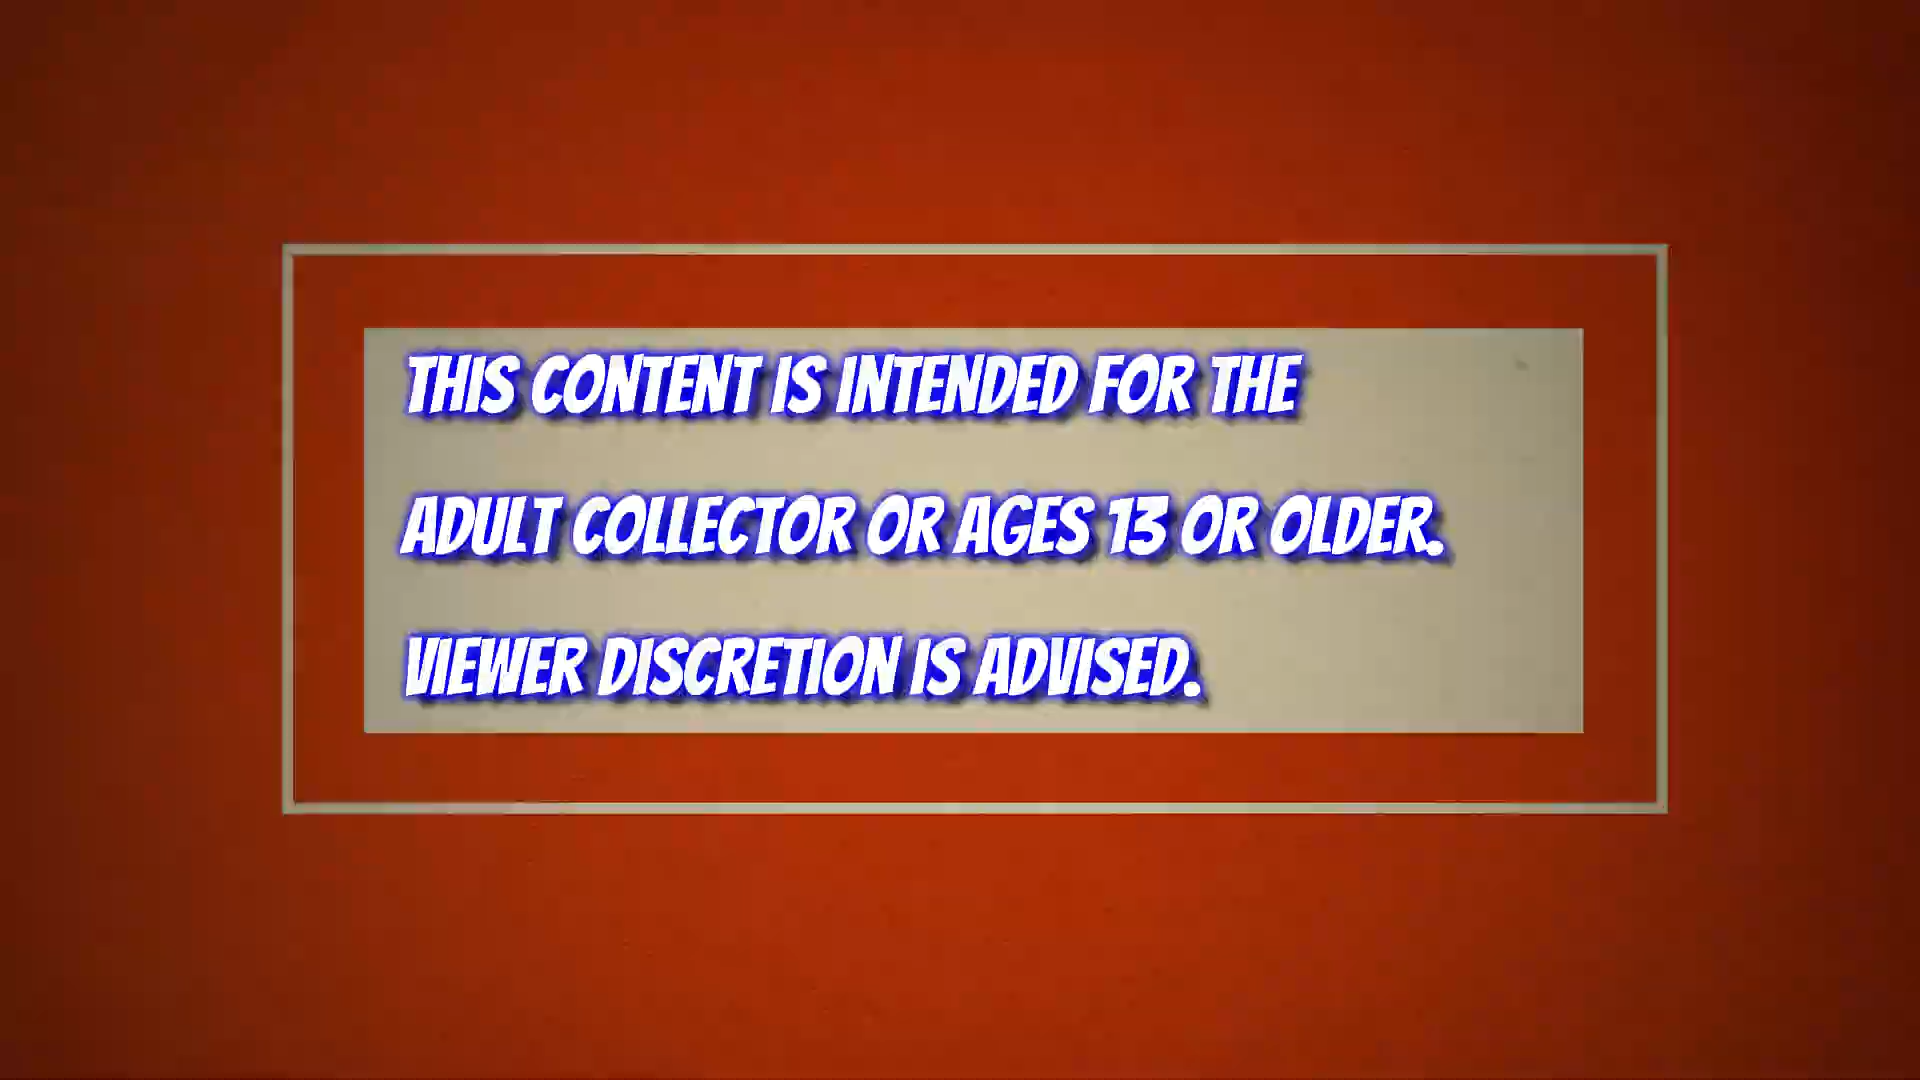 THIS CONTENT IS INTENDED FOR THE
ADULT COLLECTOR OR AGES 13 OR OLDER.
VIEWER DISCRETION IS ADVISED.